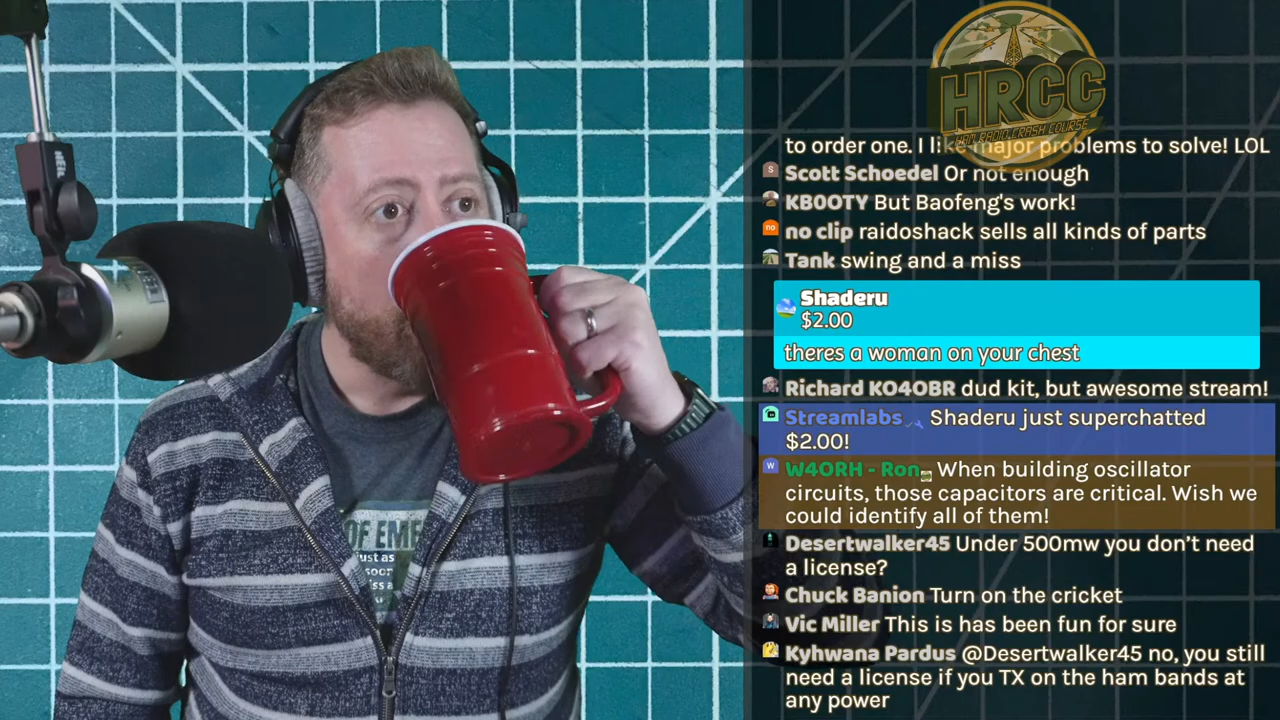 HRCC
HAM RADIO CRASH COURSE
to order one. I like major problems to solve! LOL
Scott Schoedel Or not enough
KB0OTY But Baofeng's work!
no clip raidoshack sells all kinds of parts
Tank swing and a miss
Shaderu
$2.00
theres a woman on your chest
Richard KO4OBR dud kit, but awesome stream!
Streamlabs Shaderu just superchatted
$2.00!
W4ORH - Ron When building oscillator
circuits, those capacitors are critical. Wish we
could identify all of them!
Desertwalker45 Under 500mw you don't need
a license?
Chuck Banion Turn on the cricket
Vic Miller This is has been fun for sure
Kyhwana Pardus @Desertwalker45 no, you still
need a license if you TX on the ham bands at
any power
OF EME
just as
soon
iss a